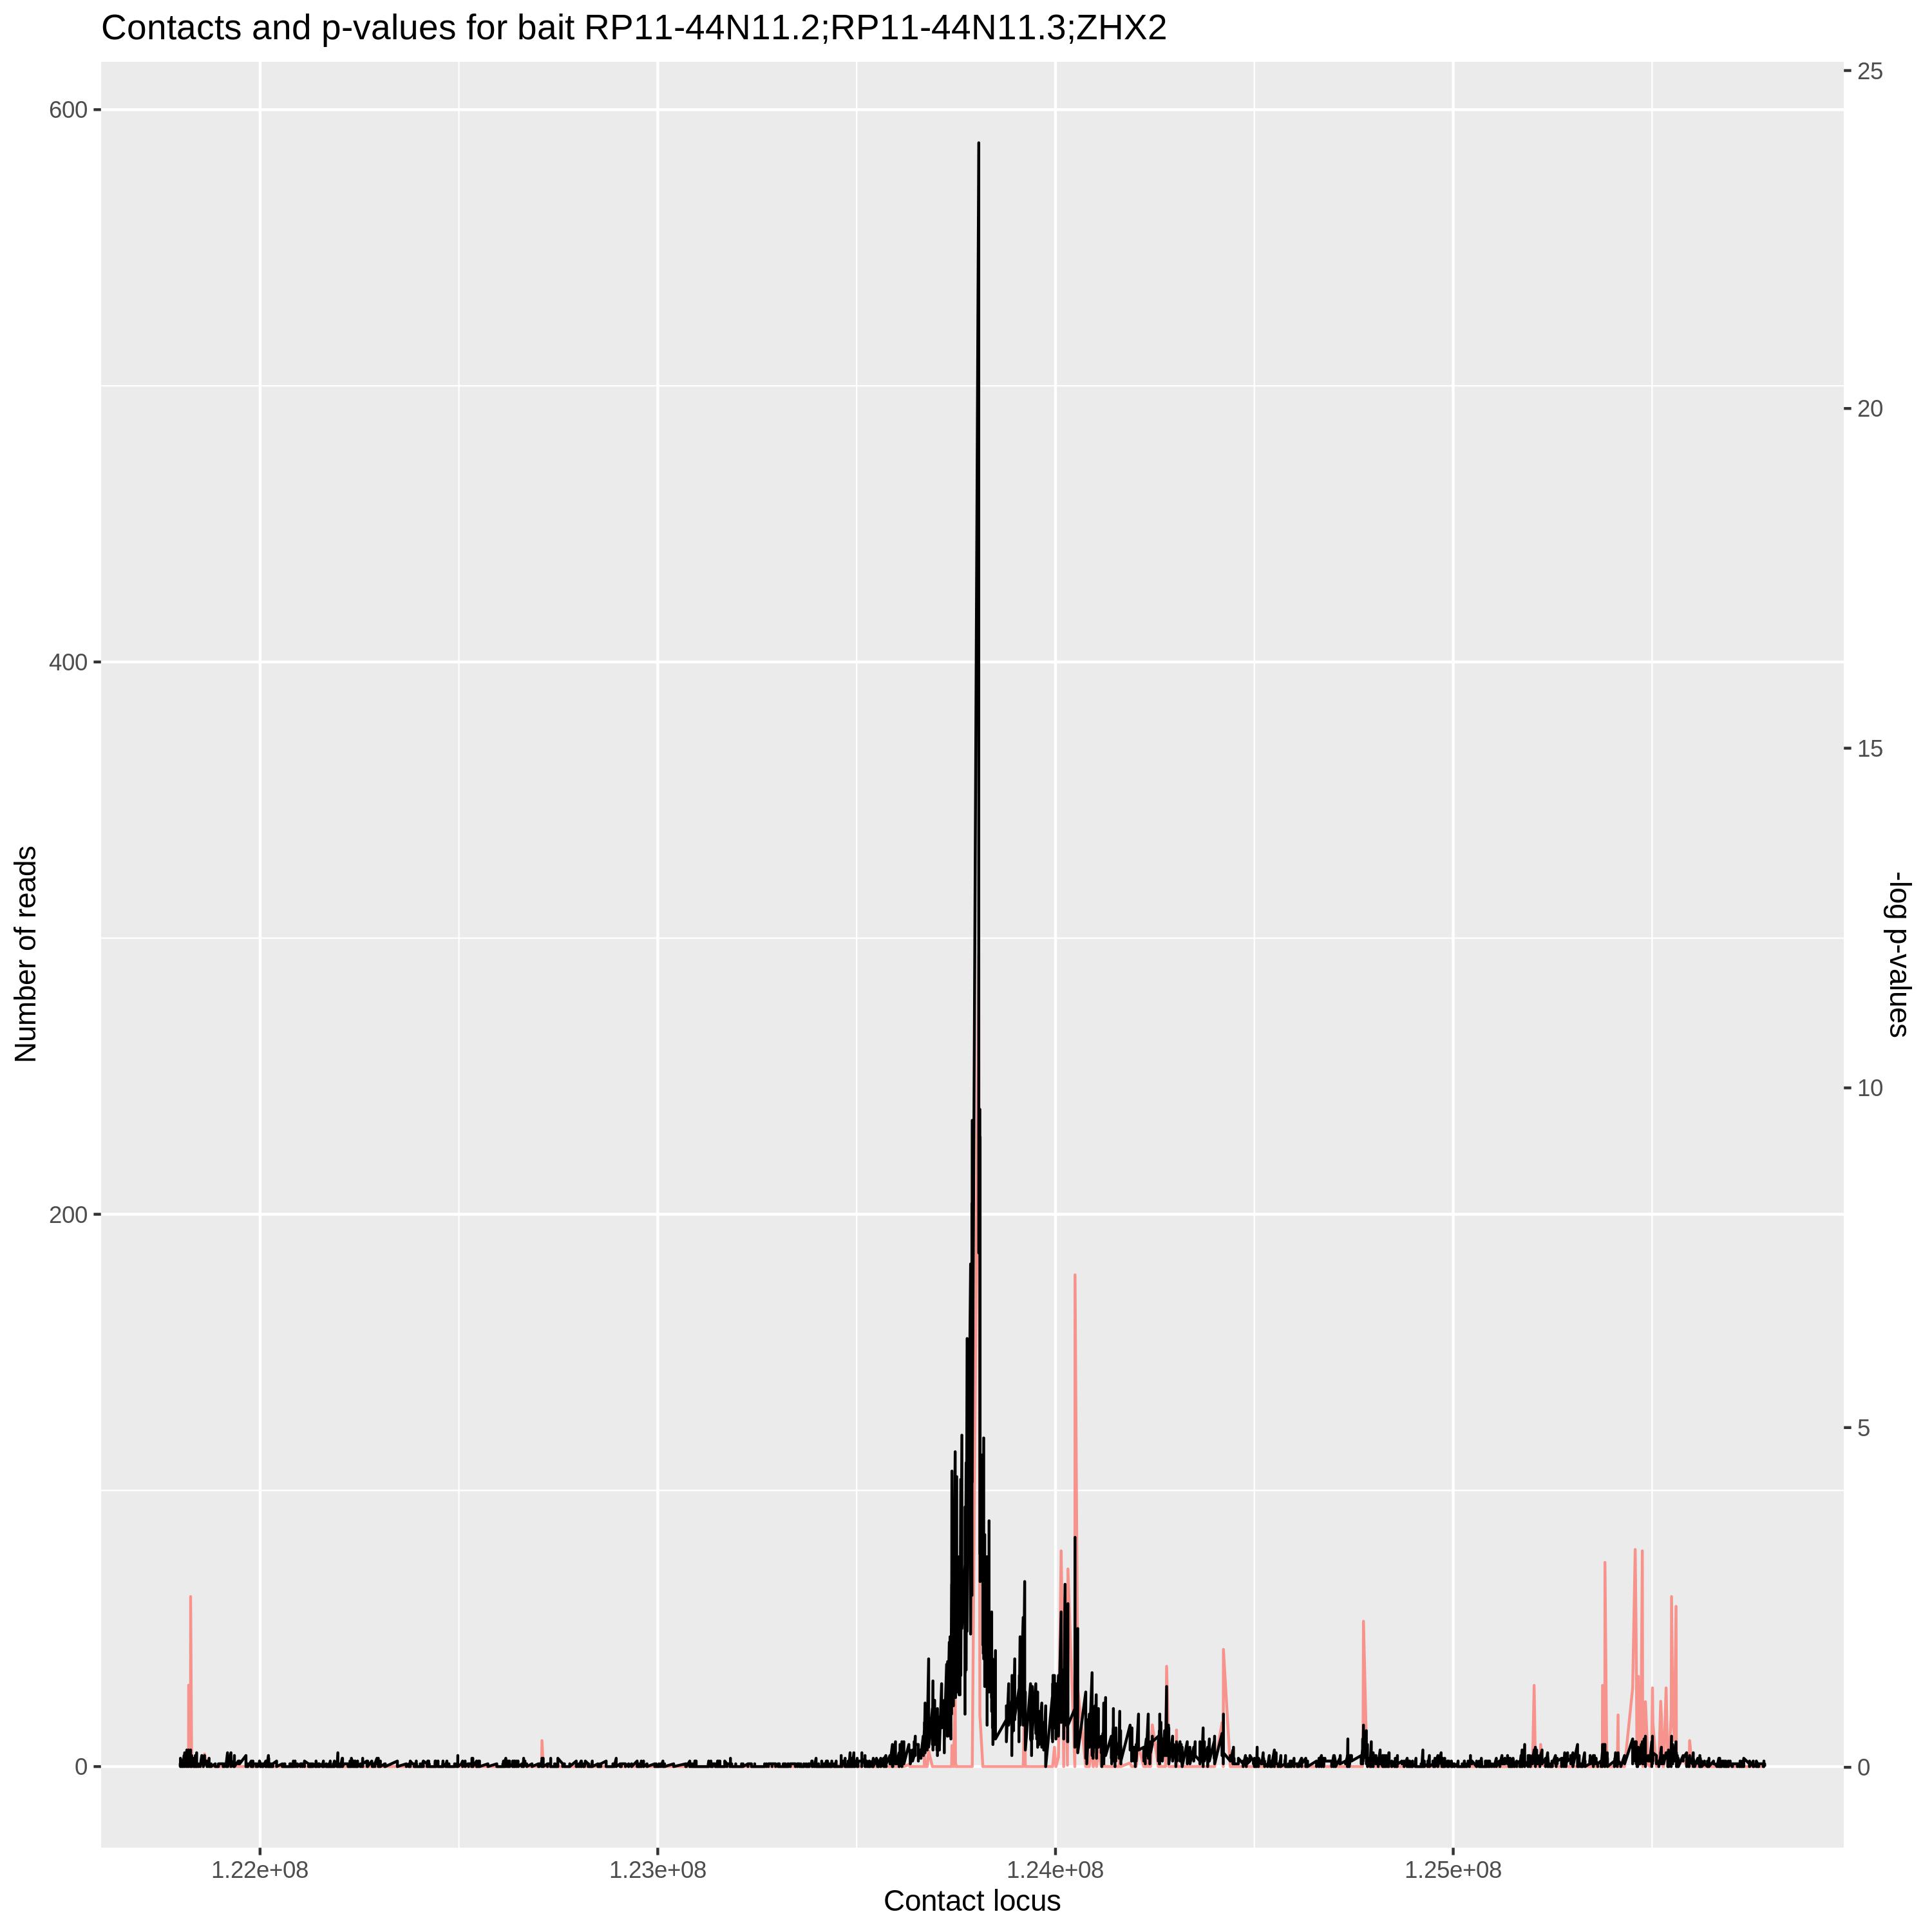 Contacts and p-values for bait RP11-44N11.2;RP11-44N11.3;ZHX2
600
400
200
0
Number of reads
25
20
15
10
5
0
-log p-values
1.22e+08
1.23e+08
1.24e+08
1.25e+08
Contact locus